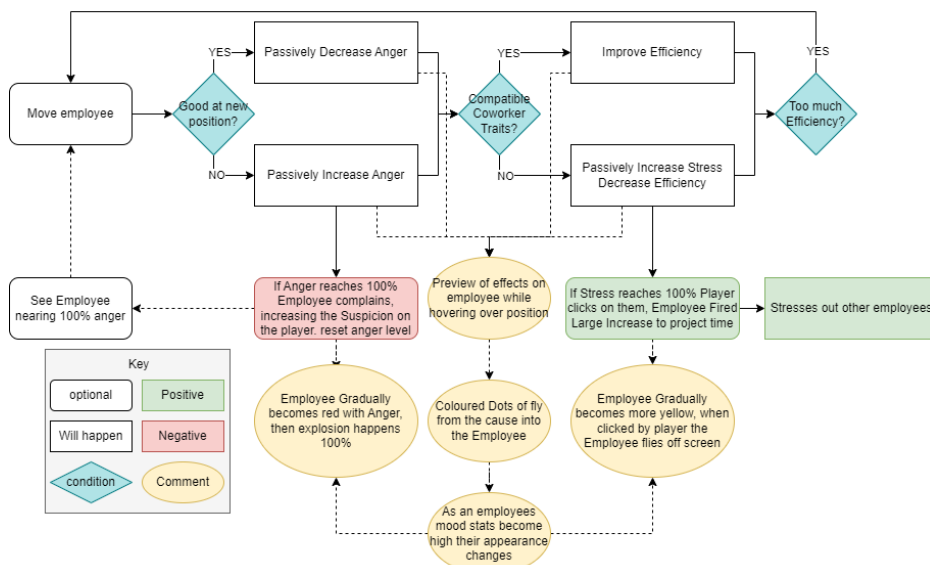 YES
Passively Decrease Anger
YES
Improve Efficiency
YES
Move employee
Good at new
position?
Compatible
Coworker
Traits?
Too much
Efficiency?
NO
Passively Increase Anger
NO
Passively Increase Stress
Decrease Efficiency
See Employee
nearing 100% anger
If Anger reaches 100%
Employee complains,
increasing the Suspicion on
the player. reset anger level
Preview of effects on
employee while
hovering over position
If Stress reaches 100% Player
clicks on them, Employee Fired
Large Increase to project time
Stresses out other employees
Key
optional
Positive
Will happen
Negative
condition
Comment
Employee Gradually
becomes red with Anger,
then explosion happens
100%
Coloured Dots of fly
from the cause into
the Employee
Employee Gradually
becomes more yellow, when
clicked by player the
Employee flies off screen
As an employees
mood stats become
high their appearance
changes